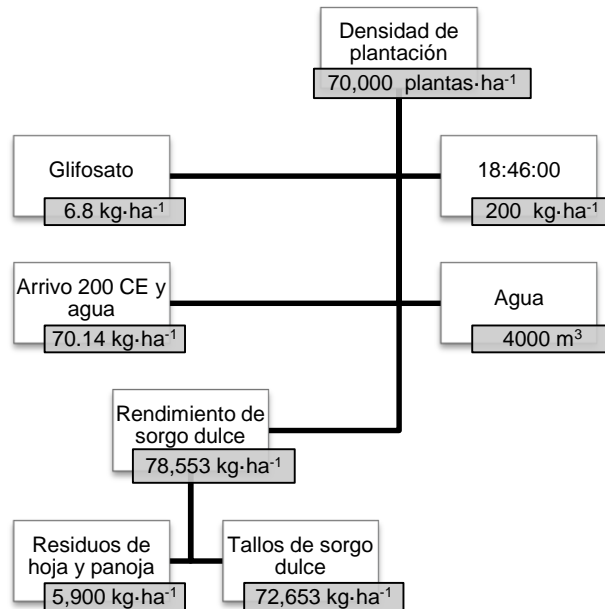 Densidad de
plantación
70,000 plantas·ha⁻¹
Glifosato
6.8 kg·ha⁻¹
18:46:00
200 kg·ha⁻¹
Arrivo 200 CE y
agua
70.14 kg·ha⁻¹
Agua
4000 m³
Rendimiento de
sorgo dulce
78,553 kg·ha⁻¹
Residuos de
hoja y panoja
5,900 kg·ha⁻¹
Tallos de sorgo
dulce
72,653 kg·ha⁻¹